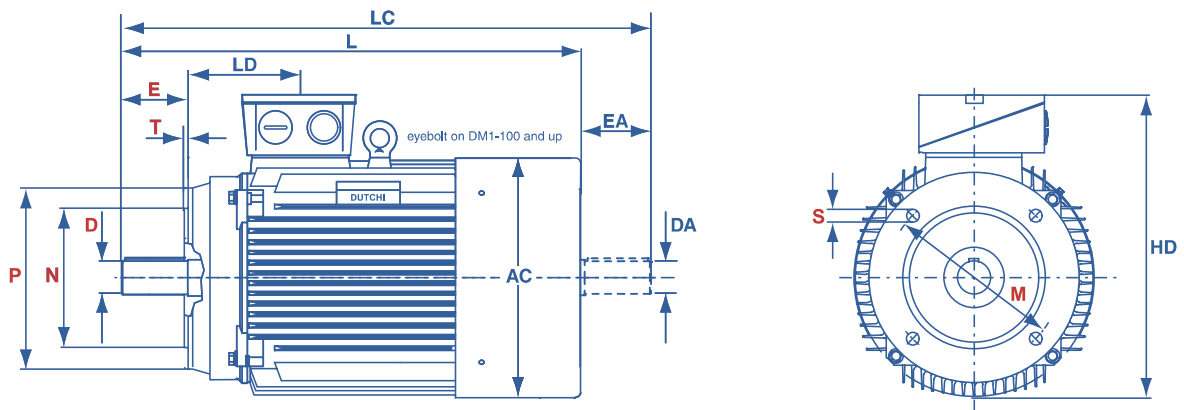 LC
L
LD
E
T
eyebolt on DM1-100 and up
EA
DUTCHI
D
DA
P
N
AC
S
M
HD